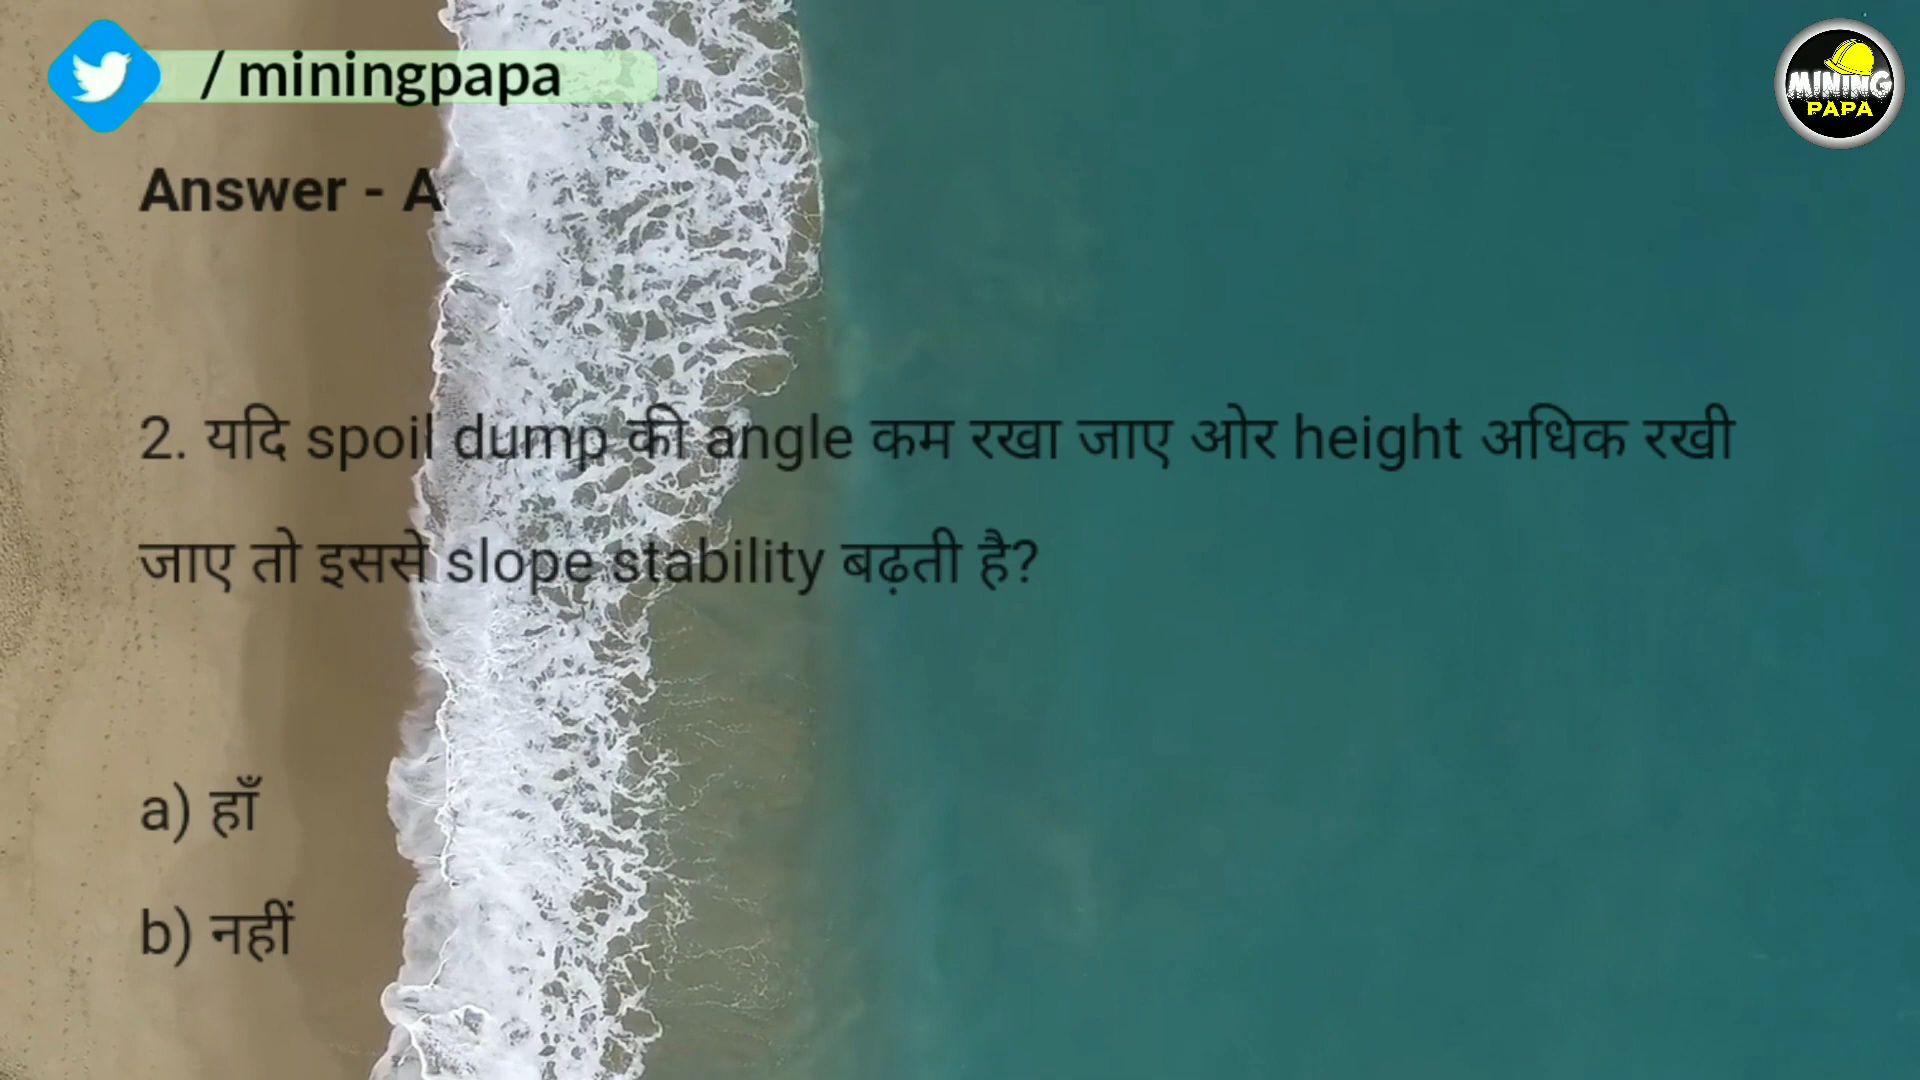 /miningpapa
MINING
PAPA
Answer - A
2. यदि spoil dump की angle कम रखा जाए ओर height अधिक रखी
जाए तो इससे slope stability बढ़ती है?
a) हाँ
b) नहीं